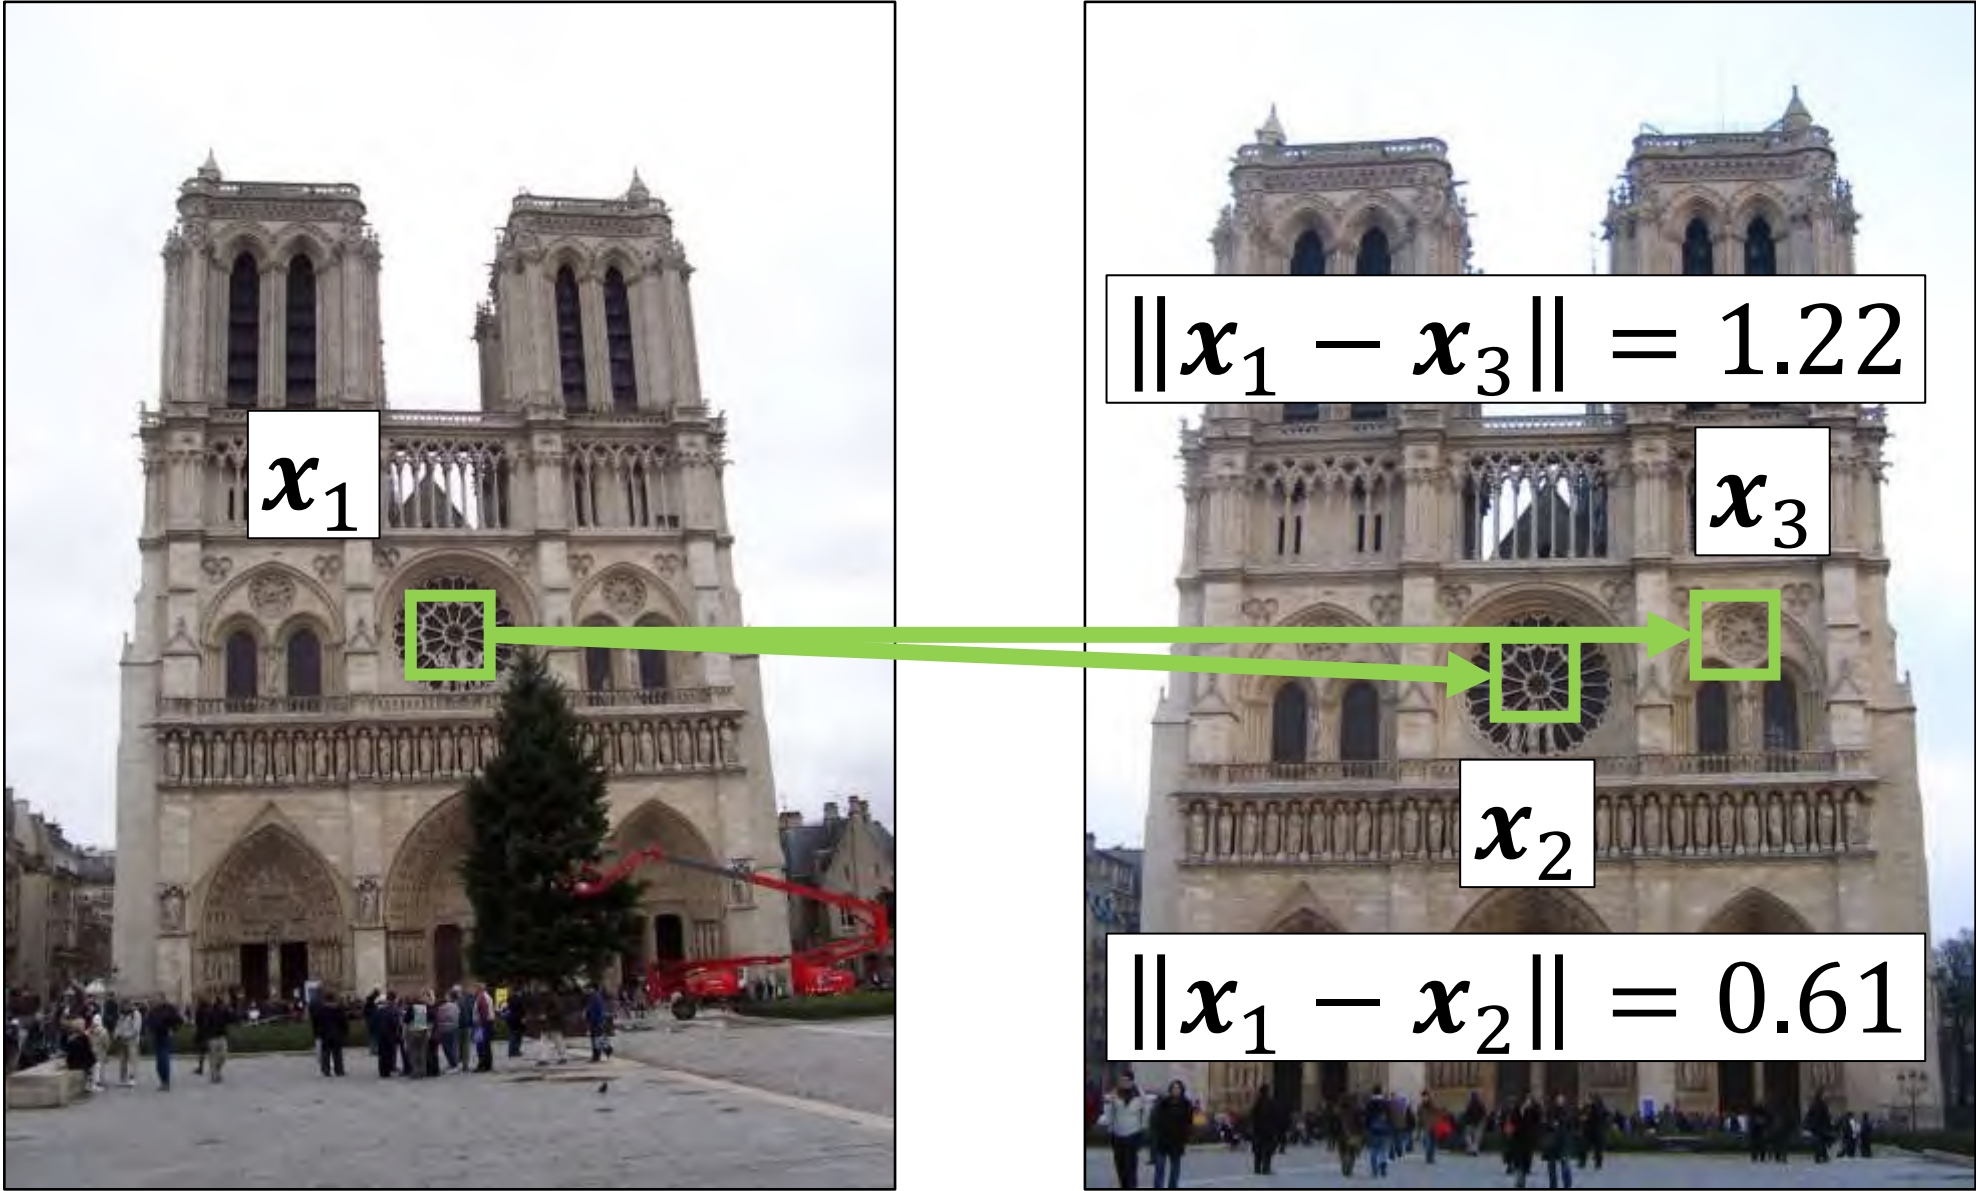 𝒙₁
‖𝒙₁ − 𝒙₃‖ = 1.22
𝒙₃
𝒙₂
‖𝒙₁ − 𝒙₂‖ = 0.61